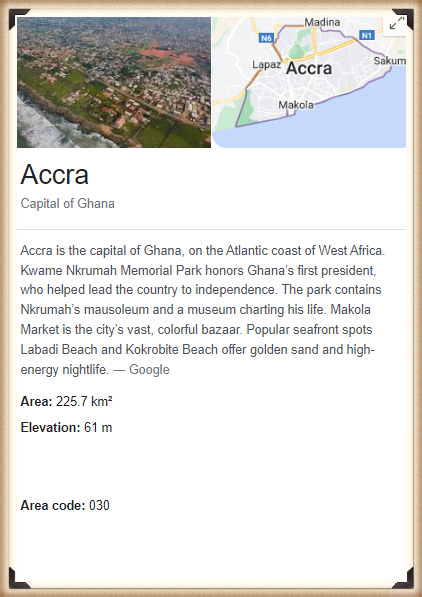 Madina
N6
N1
Lapaz
Accra
Sakum
Makola
Accra
Capital of Ghana
Accra is the capital of Ghana, on the Atlantic coast of West Africa.
Kwame Nkrumah Memorial Park honors Ghana’s first president,
who helped lead the country to independence. The park contains
Nkrumah’s mausoleum and a museum charting his life. Makola
Market is the city’s vast, colorful bazaar. Popular seafront spots
Labadi Beach and Kokrobite Beach offer golden sand and high-
energy nightlife. — Google
Area: 225.7 km²
Elevation: 61 m
Area code: 030